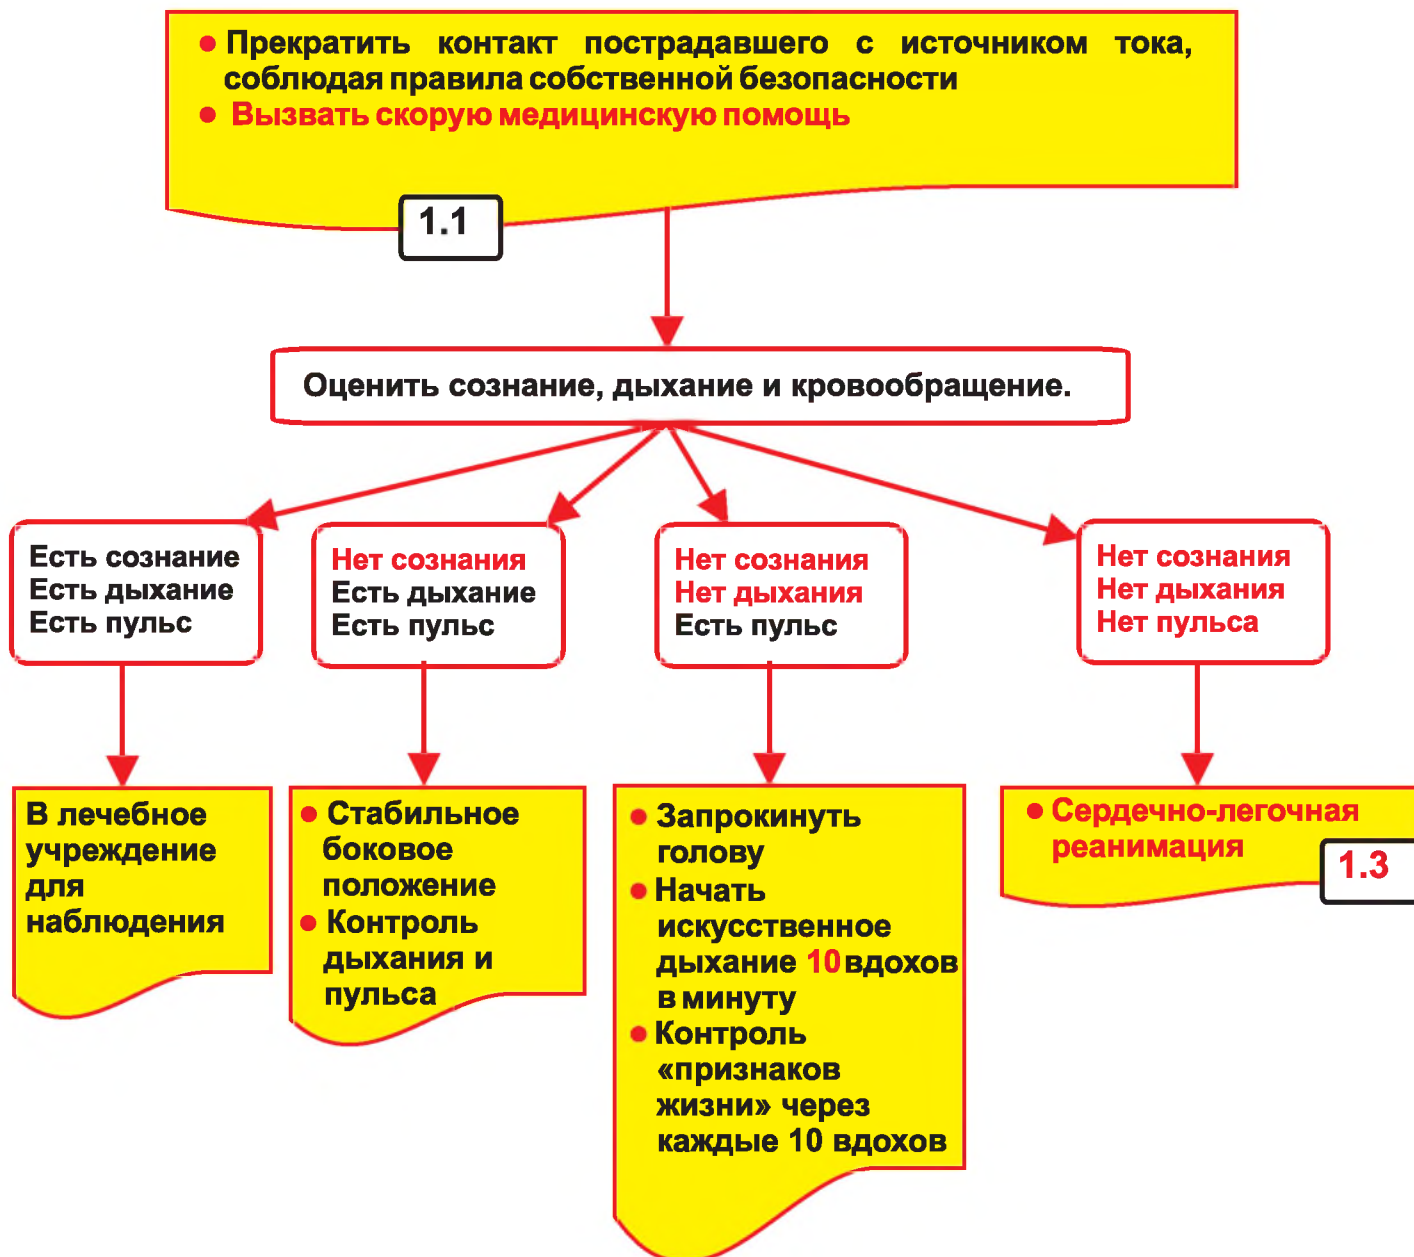 ● Прекратить контакт пострадавшего с источником тока,
соблюдая правила собственной безопасности
● Вызвать скорую медицинскую помощь
1.1
Оценить сознание, дыхание и кровообращение.
Есть сознание
Есть дыхание
Есть пульс
Нет сознания
Есть дыхание
Есть пульс
Нет сознания
Нет дыхания
Есть пульс
Нет сознания
Нет дыхания
Нет пульса
В лечебное
учреждение
для
наблюдения
● Стабильное
боковое
положение
● Контроль
дыхания и
пульса
● Запрокинуть
голову
● Начать
искусственное
дыхание 10 вдохов
в минуту
● Контроль
«признаков
жизни» через
каждые 10 вдохов
● Сердечно-легочная
реанимация
1.3